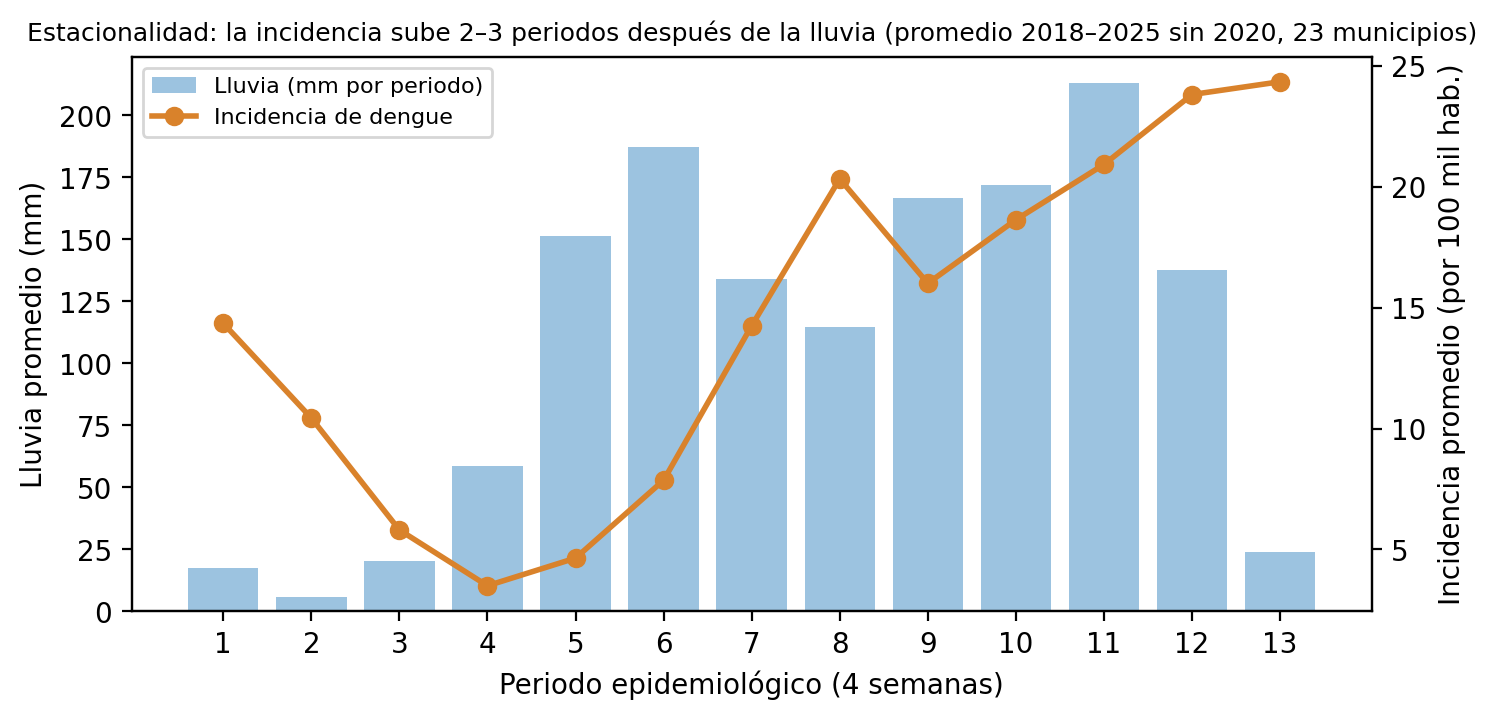 Estacionalidad: la incidencia sube 2–3 periodos después de la lluvia (promedio 2018–2025 sin 2020, 23 municipios)
Lluvia (mm por periodo)
Incidencia de dengue
Lluvia promedio (mm)
200
175
150
125
100
75
50
25
0
25
20
15
10
5
Incidencia promedio (por 100 mil hab.)
1 2 3 4 5 6 7 8 9 10 11 12 13
Periodo epidemiológico (4 semanas)